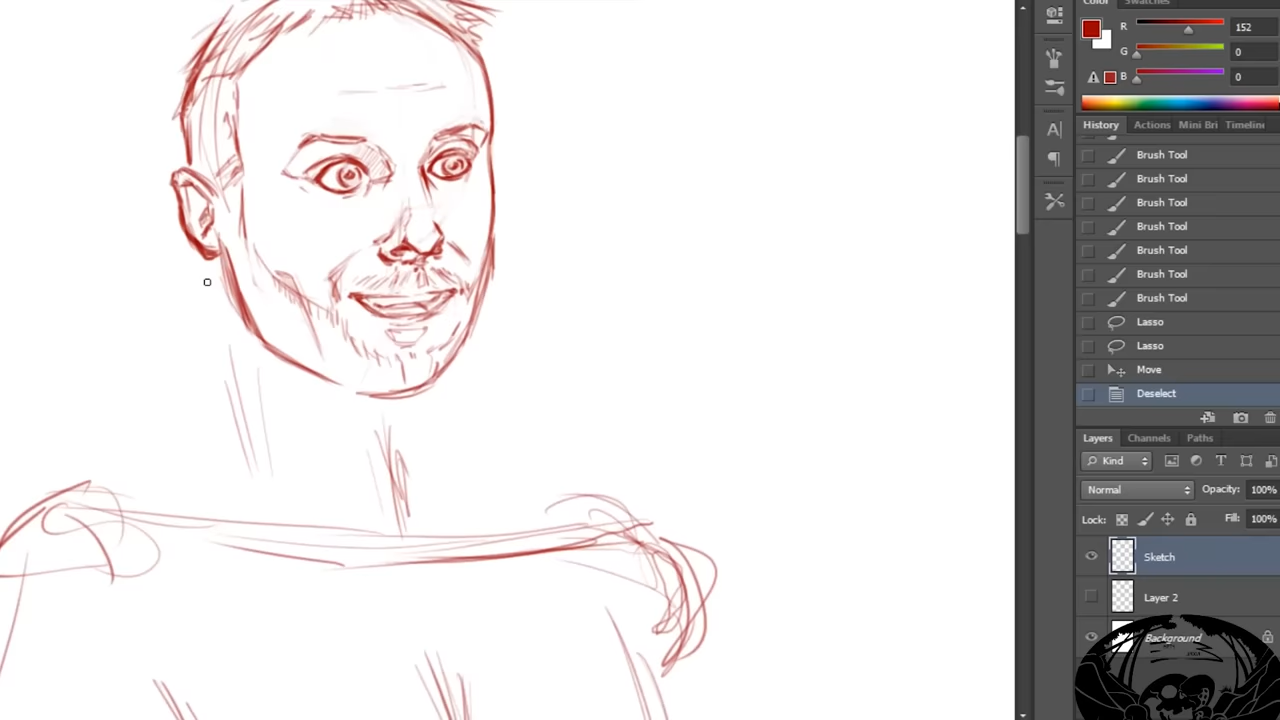 Color Swatches
R 152
G 0
B 0
History Actions Mini Bri Timelin
Brush Tool
Brush Tool
Brush Tool
Brush Tool
Brush Tool
Brush Tool
Brush Tool
Lasso
Lasso
Move
Deselect
Layers Channels Paths
Kind
Normal Opacity: 100%
Lock: Fill: 100%
Sketch
Layer 2
Background